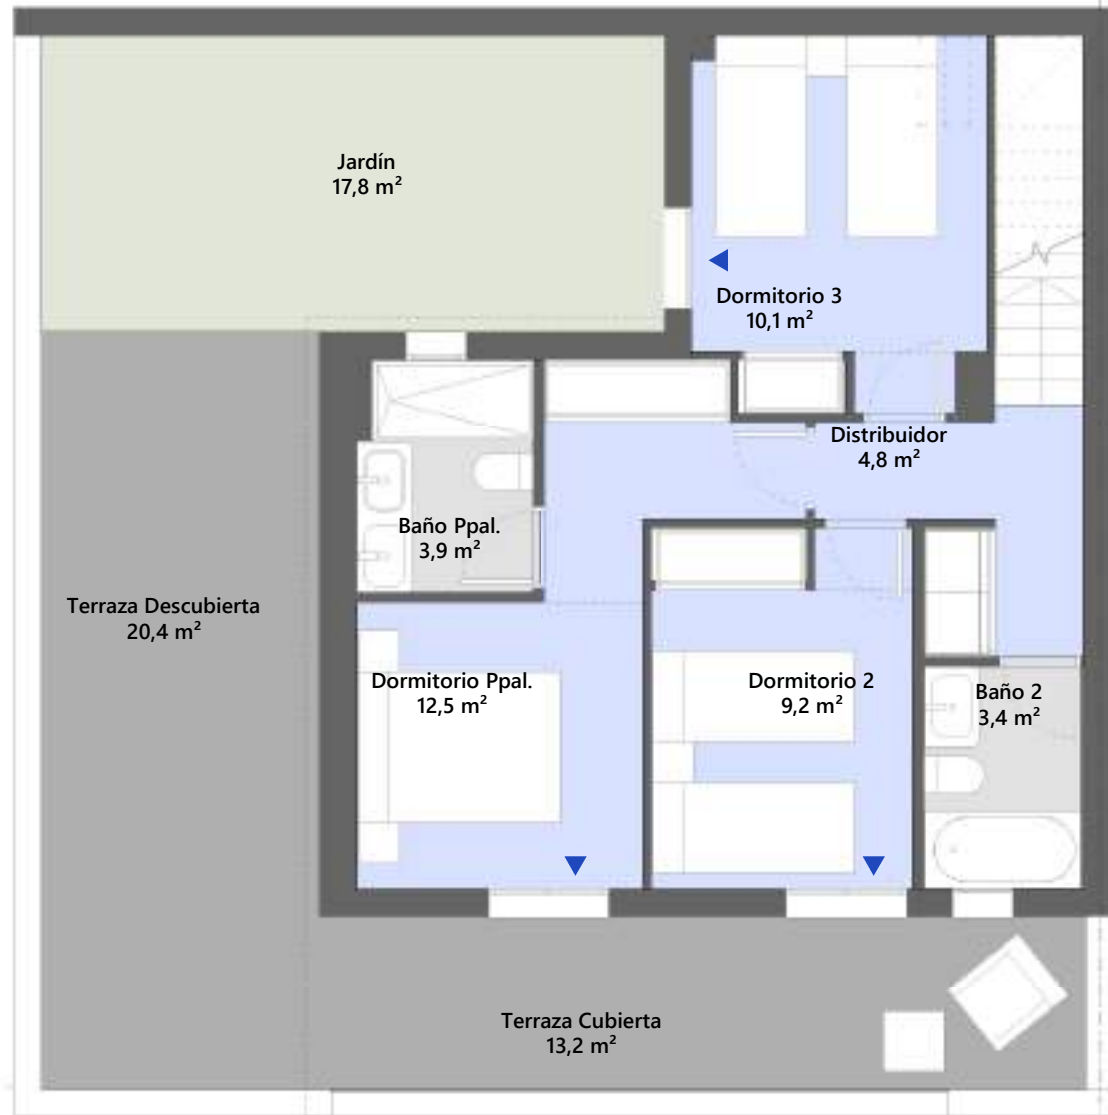 Jardín
17,8 m²
Dormitorio 3
10,1 m²
Distribuidor
4,8 m²
Baño Ppal.
3,9 m²
Terraza Descubierta
20,4 m²
Dormitorio Ppal.
12,5 m²
Dormitorio 2
9,2 m²
Baño 2
3,4 m²
Terraza Cubierta
13,2 m²